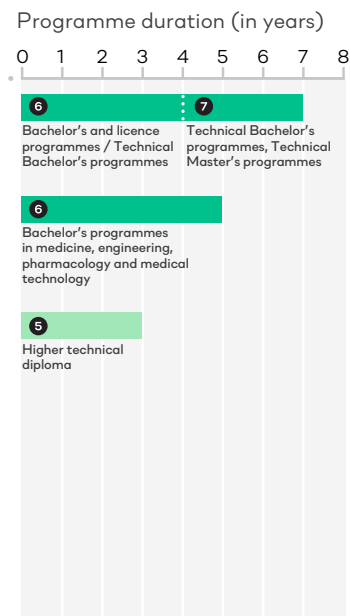 Programme duration (in years)
0 1 2 3 4 5 6 7 8
6 7
Bachelor's and licence
programmes / Technical
Bachelor's programmes
Technical Bachelor's
programmes, Technical
Master's programmes
6
Bachelor's programmes
in medicine, engineering,
pharmacology and medical
technology
5
Higher technical
diploma